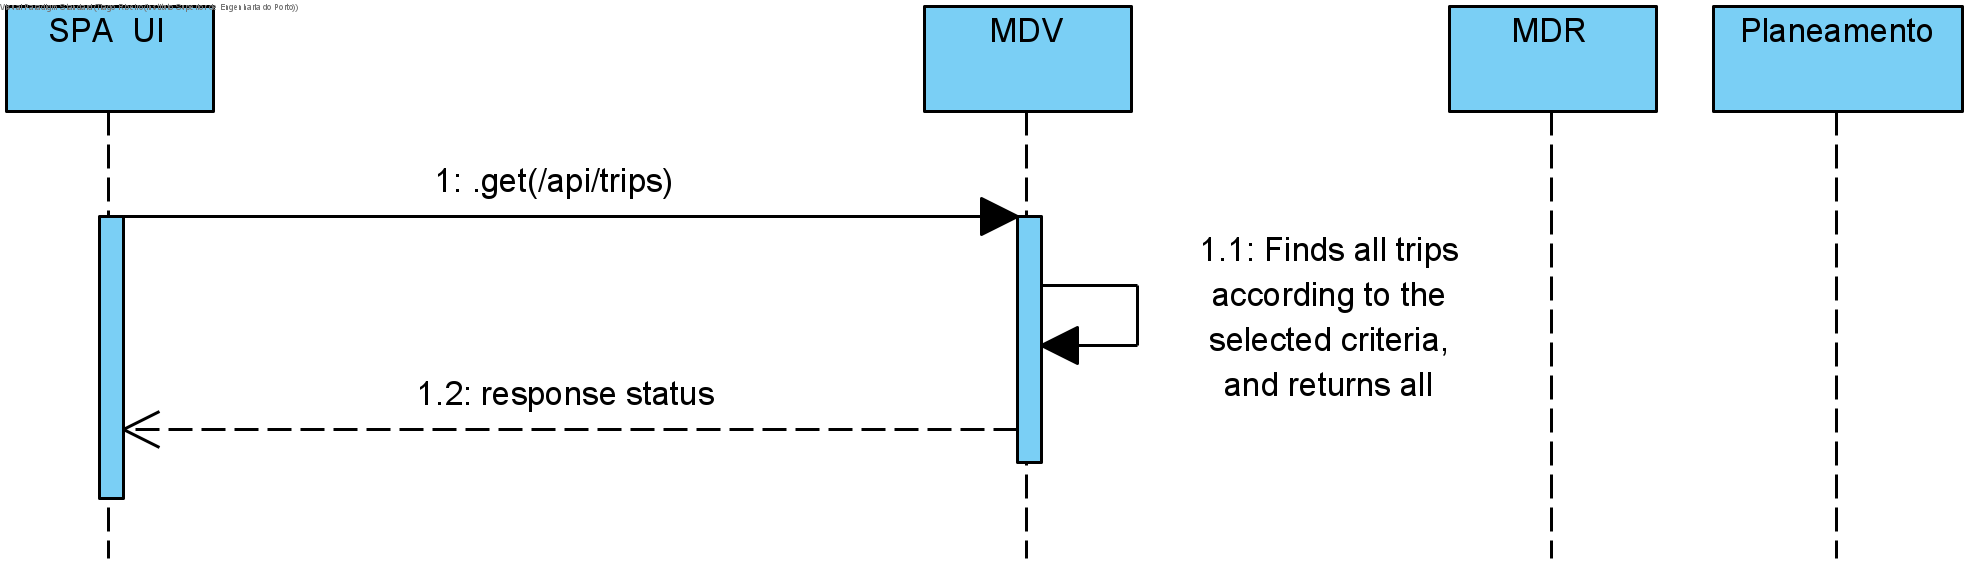 Engenharia do Porto))
SPA UI
MDV
MDR
Planeamento
1: .get(/api/trips)
1.1: Finds all trips
according to the
selected criteria,
and returns all
1.2: response status